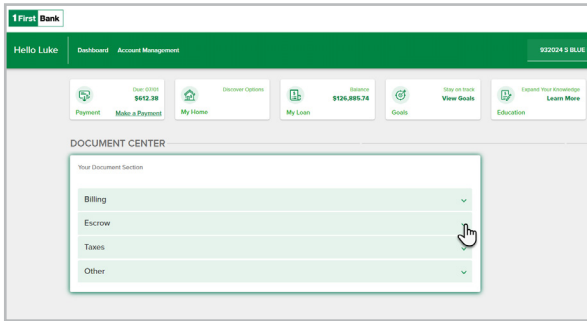 1First Bank
Hello Luke
Dashboard Account Management
932024 S BLUE
Due: 07/01
$612.38
Payment Make a Payment
Discover Options
My Home
Balance
$126,885.74
My Loan
Stay on track
View Goals
Goals
Expand Your Knowledge
Learn More
Education
DOCUMENT CENTER
Your Document Section
Billing
Escrow
Taxes
Other